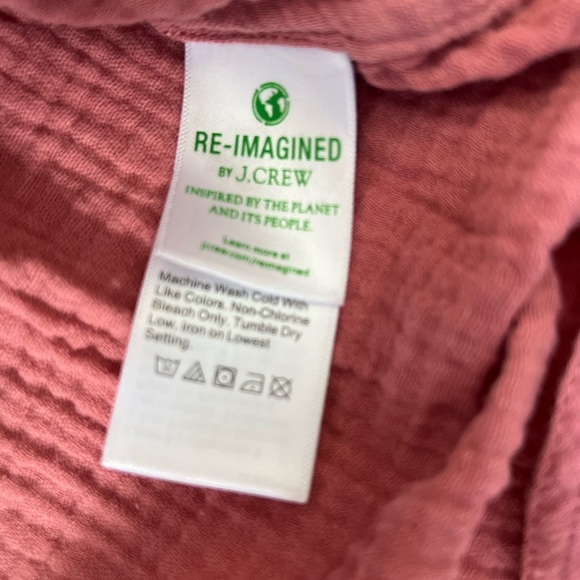 RE-IMAGINED
BY J.CREW
INSPIRED BY THE PLANET
AND ITS PEOPLE.
Learn more at
jcrew.com/reimagined
Machine Wash Cold With
Like Colors, Non-Chlorine
Bleach Only, Tumble Dry
Low, Iron on Lowest
Setting.